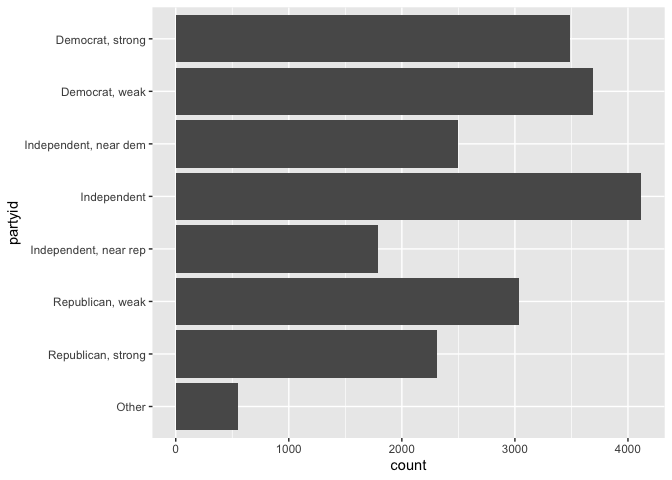 Democrat, strong
Democrat, weak
Independent, near dem
Independent
Independent, near rep
Republican, weak
Republican, strong
Other
partyid
0 1000 2000 3000 4000
count